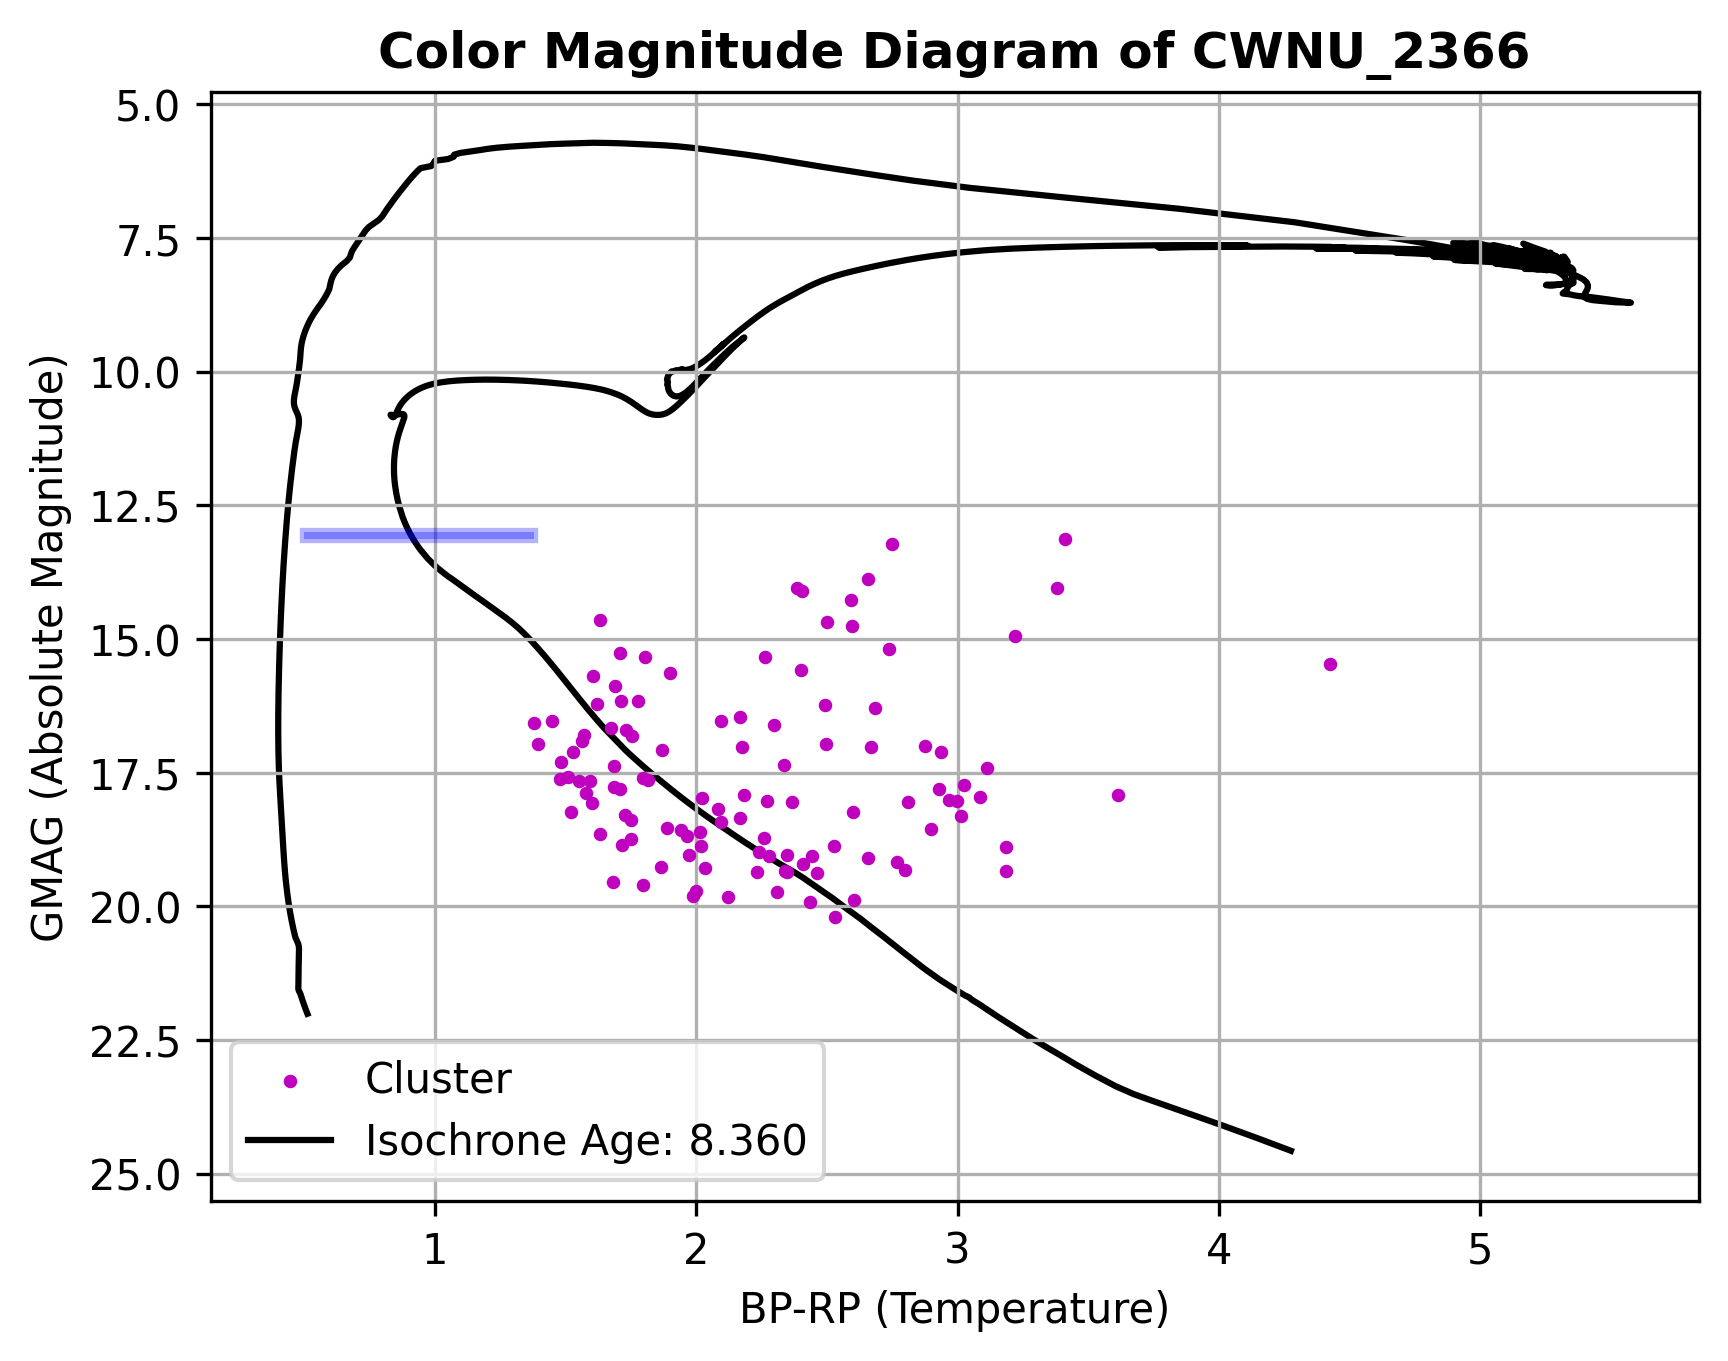 Color Magnitude Diagram of CWNU_2366
GMAG (Absolute Magnitude)
5.0
7.5
10.0
12.5
15.0
17.5
20.0
22.5
25.0
Cluster
Isochrone Age: 8.360
1 2 3 4 5
BP-RP (Temperature)